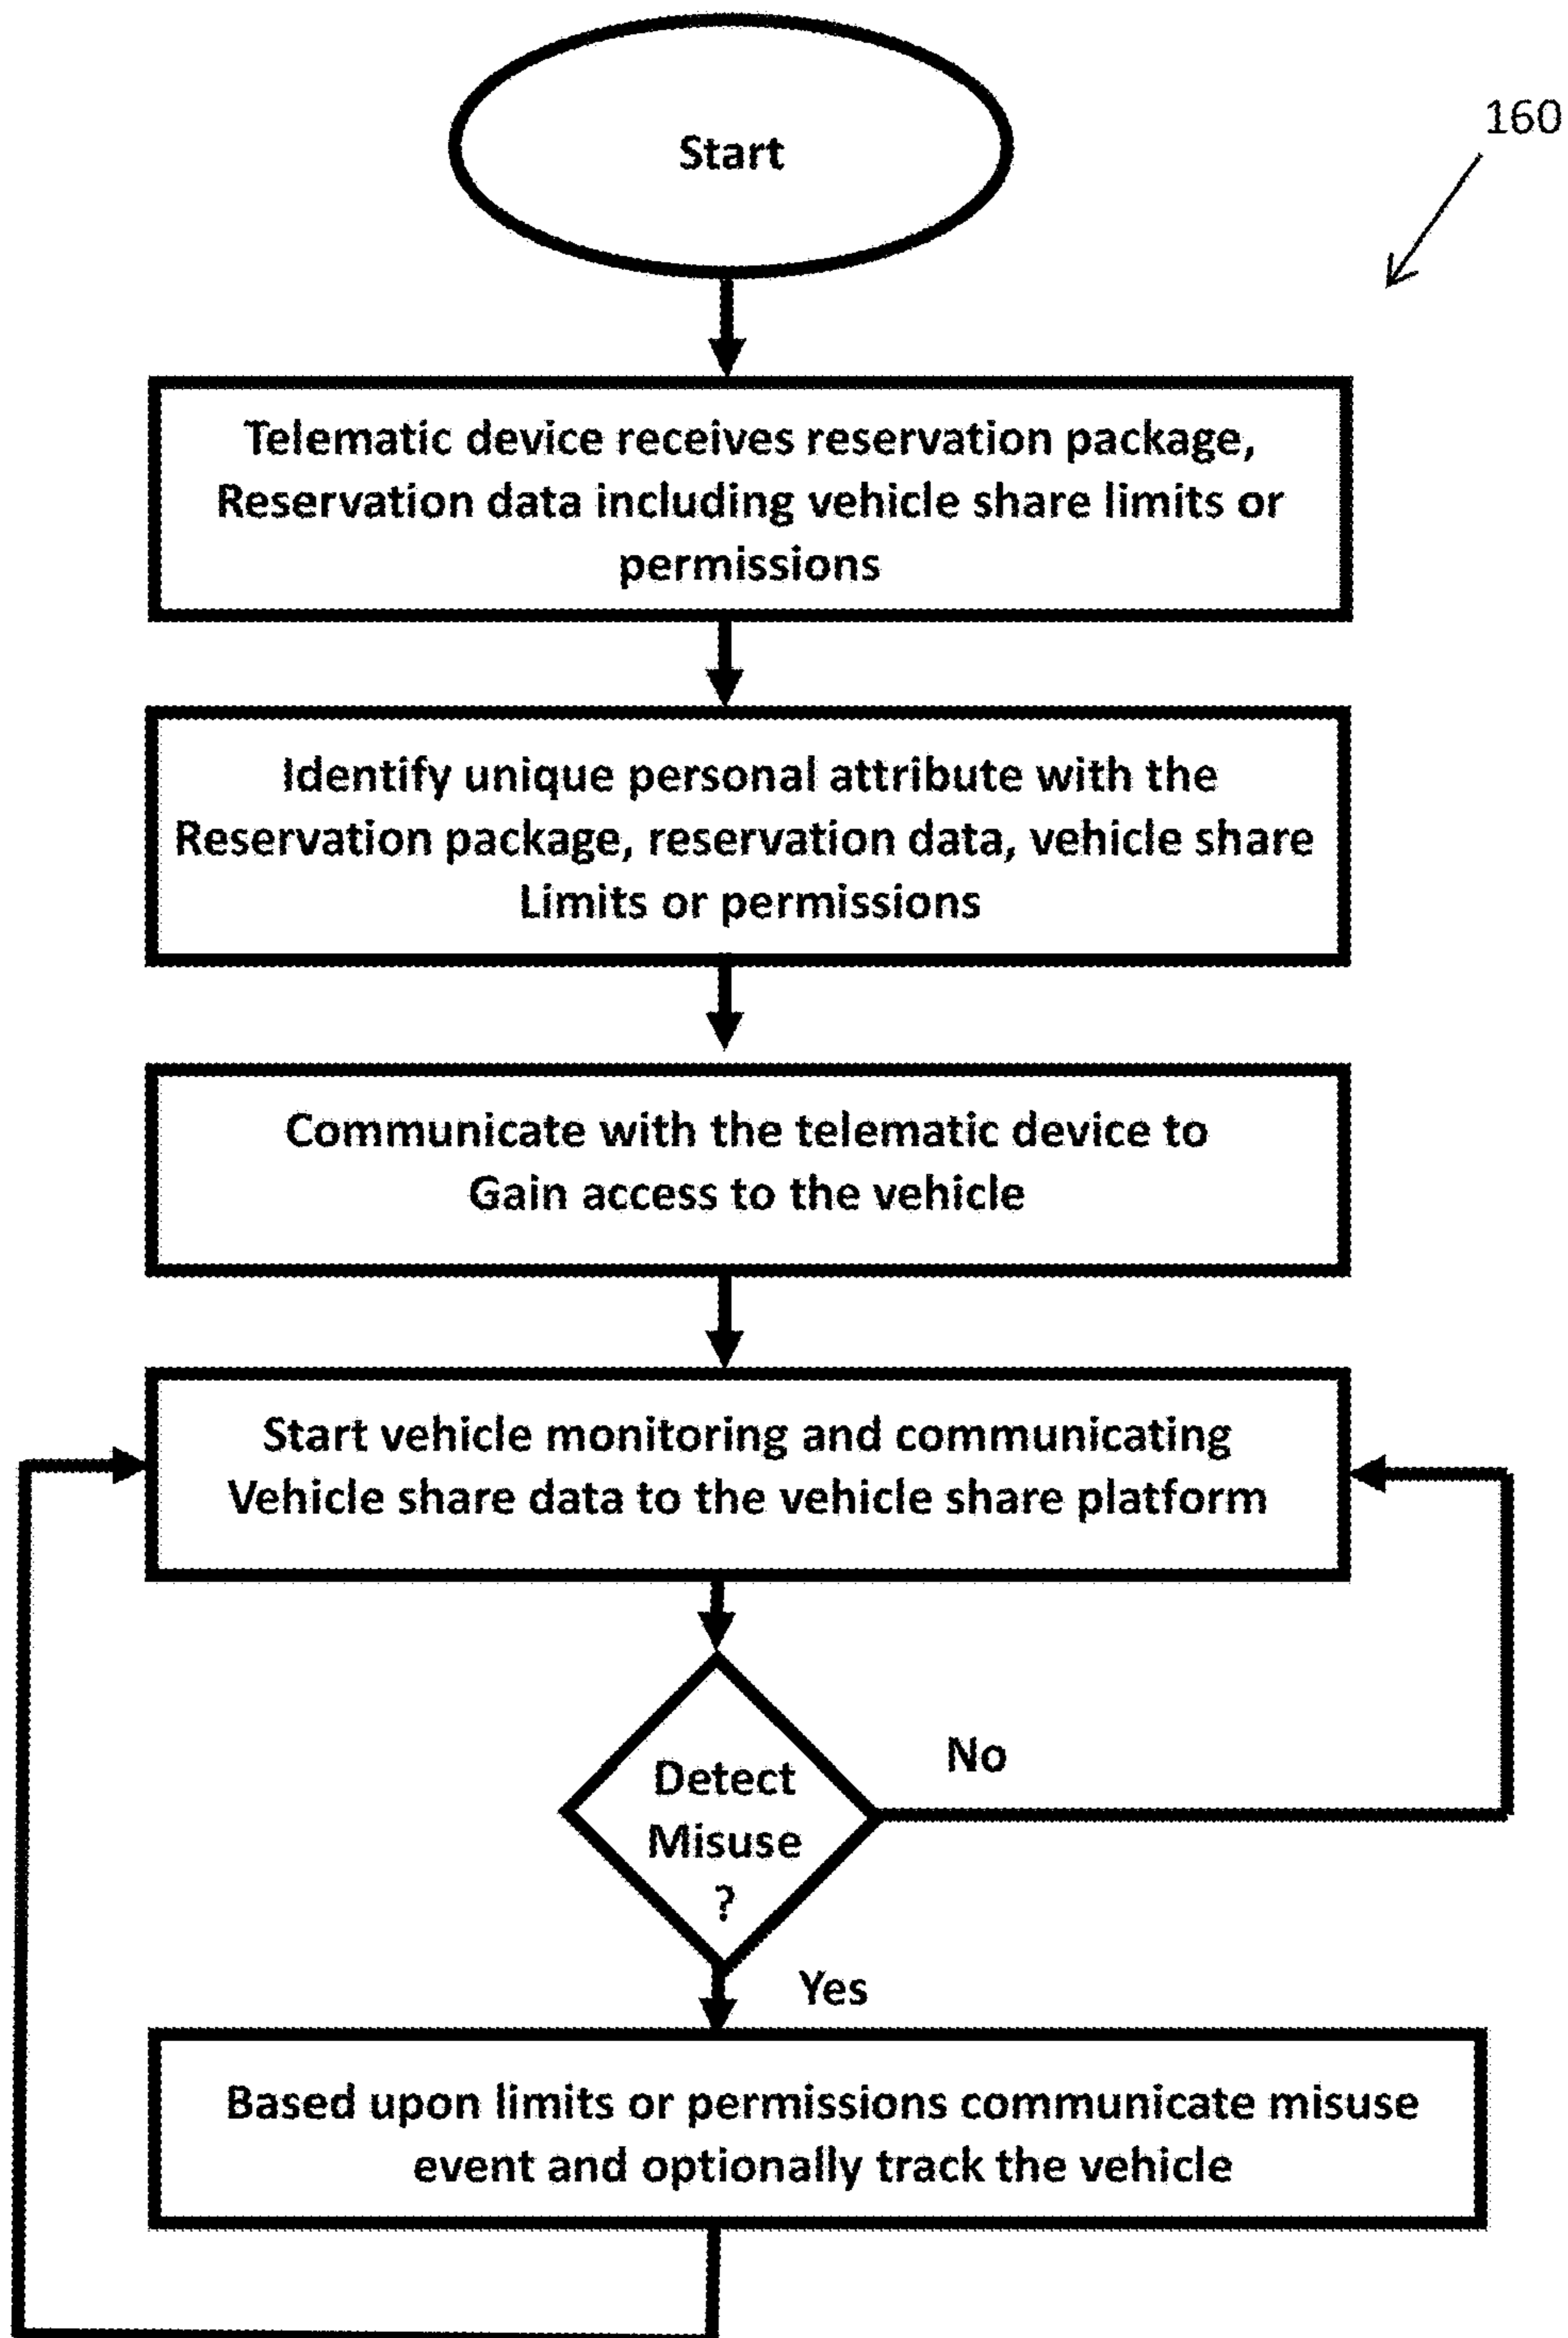 Start
160
Telematic device receives reservation package,
Reservation data including vehicle share limits or
permissions
Identify unique personal attribute with the
Reservation package, reservation data, vehicle share
Limits or permissions
Communicate with the telematic device to
Gain access to the vehicle
Start vehicle monitoring and communicating
Vehicle share data to the vehicle share platform
No
Detect
Misuse
?
Yes
Based upon limits or permissions communicate misuse
event and optionally track the vehicle